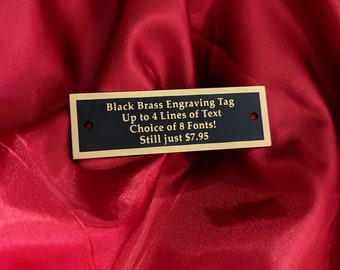 Black Brass Engraving Tag
Up to 4 Lines of Text
Choice of 8 Fonts!
Still just $7.95